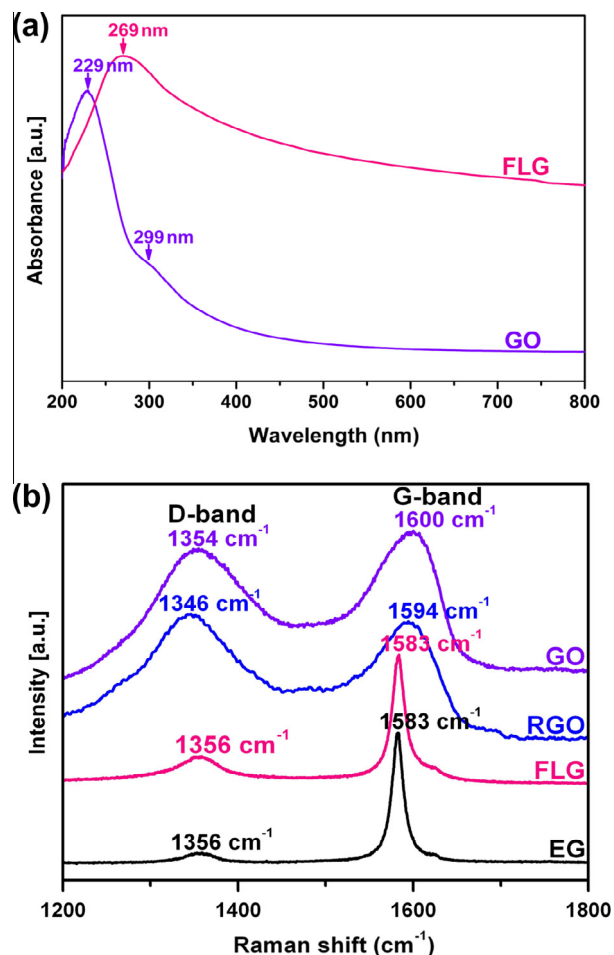 (a)
269 nm
229 nm
299 nm
FLG
GO
Absorbance [a.u.]
200 300 400 500 600 700 800
Wavelength (nm)
(b)
D-band
G-band
1354 cm⁻¹
1600 cm⁻¹
1346 cm⁻¹
1594 cm⁻¹
1583 cm⁻¹
GO
1583 cm⁻¹
RGO
1356 cm⁻¹
FLG
1356 cm⁻¹
EG
Intensity [a.u.]
1200 1400 1600 1800
Raman shift (cm⁻¹)